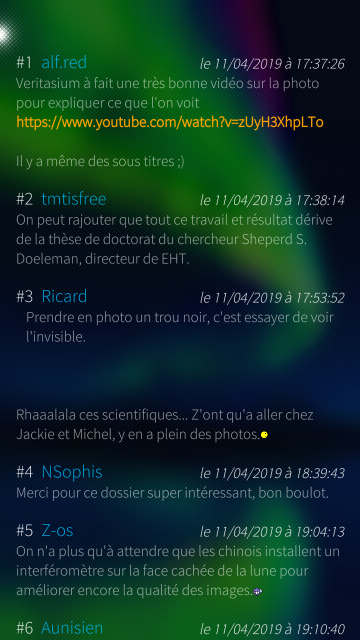 #1 alf.red le 11/04/2019 à 17:37:26
Veritasium à fait une très bonne vidéo sur la photo
pour expliquer ce que l'on voit
https://www.youtube.com/watch?v=zUyH3XhpLTo
Il y a même des sous titres ;)
#2 tmtisfree le 11/04/2019 à 17:38:14
On peut rajouter que tout ce travail et résultat dérive
de la thèse de doctorat du chercheur Sheperd S.
Doeleman, directeur de EHT.
#3 Ricard le 11/04/2019 à 17:53:52
Prendre en photo un trou noir, c'est essayer de voir
l'invisible.
Rhaaalala ces scientifiques... Z'ont qu'a aller chez
Jackie et Michel, y en a plein des photos.
#4 NSophis le 11/04/2019 à 18:39:43
Merci pour ce dossier super intéressant, bon boulot.
#5 Z-os le 11/04/2019 à 19:04:13
On n'a plus qu'à attendre que les chinois installent un
interféromètre sur la face cachée de la lune pour
améliorer encore la qualité des images.
#6 Aunisien le 11/04/2019 à 19:10:40